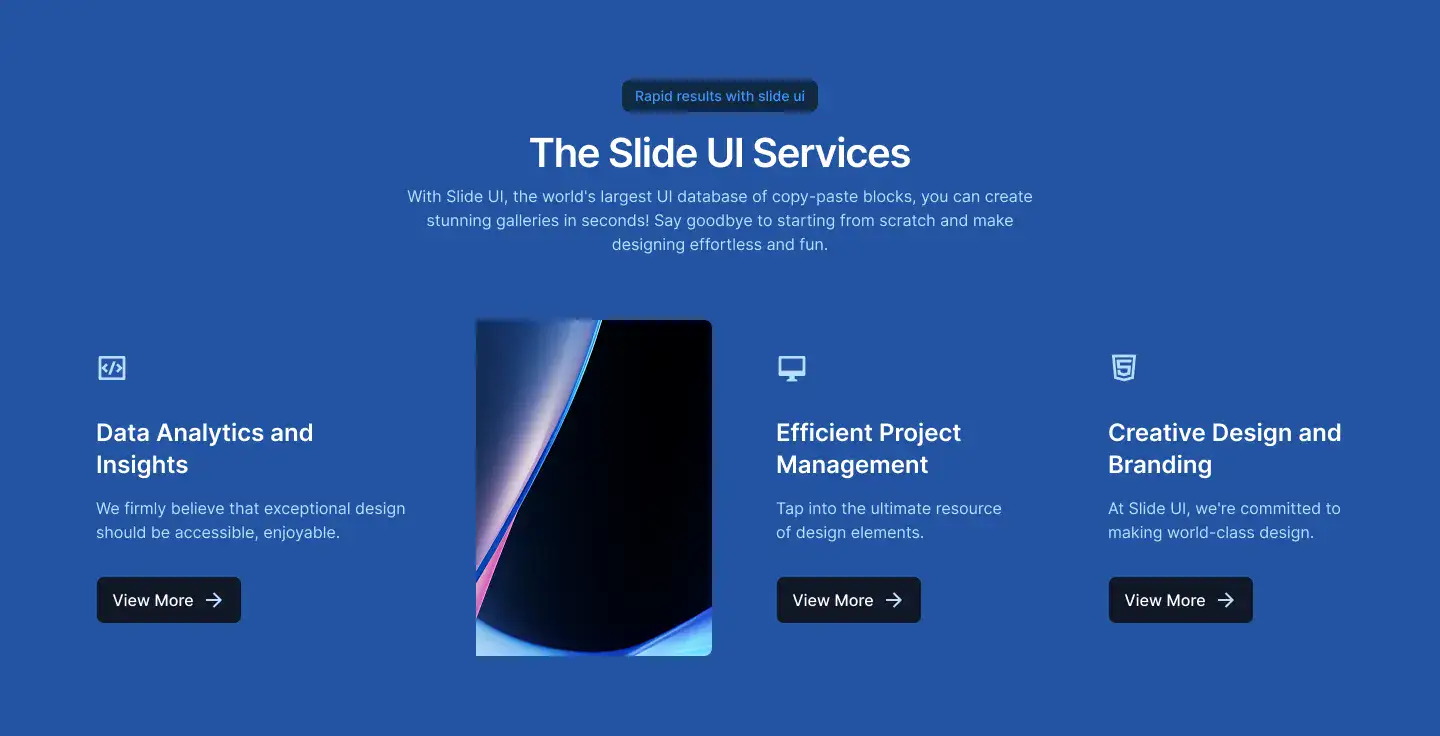 Rapid results with slide ui
The Slide UI Services
With Slide UI, the world's largest UI database of copy-paste blocks, you can create
stunning galleries in seconds! Say goodbye to starting from scratch and make
designing effortless and fun.
Data Analytics and
Insights
We firmly believe that exceptional design
should be accessible, enjoyable.
View More
Efficient Project
Management
Tap into the ultimate resource
of design elements.
View More
Creative Design and
Branding
At Slide UI, we're committed to
making world-class design.
View More